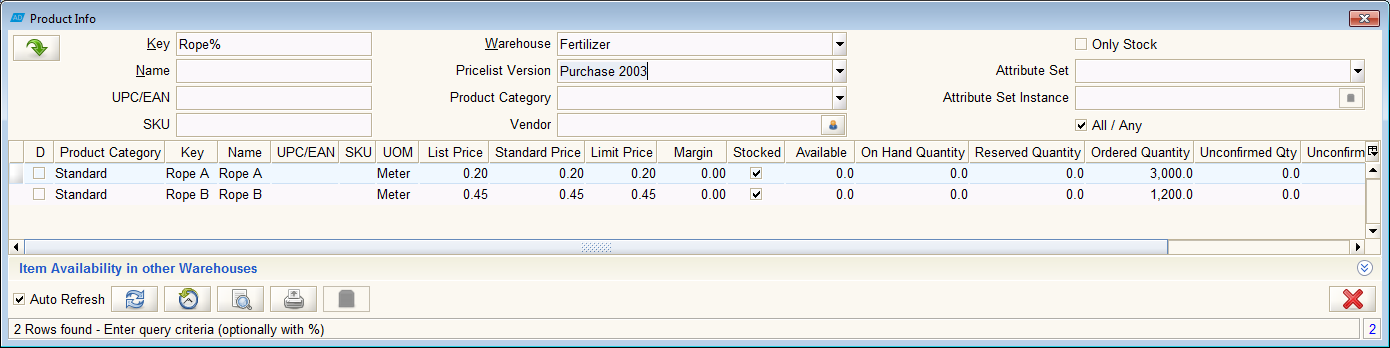 AD Product Info
Key Rope% Warehouse Fertilizer Only Stock
Name Pricelist Version Purchase 2003 Attribute Set
UPC/EAN Product Category Attribute Set Instance
SKU Vendor All / Any
D Product Category Key Name UPC/EAN SKU UOM List Price Standard Price Limit Price Margin Stocked Available On Hand Quantity Reserved Quantity Ordered Quantity Unconfirmed Qty Unconfirm
Standard Rope A Rope A Meter 0.20 0.20 0.20 0.00 0.0 0.0 0.0 3,000.0 0.0
Standard Rope B Rope B Meter 0.45 0.45 0.45 0.00 0.0 0.0 0.0 1,200.0 0.0
Item Availability in other Warehouses
Auto Refresh
2 Rows found - Enter query criteria (optionally with %) 2